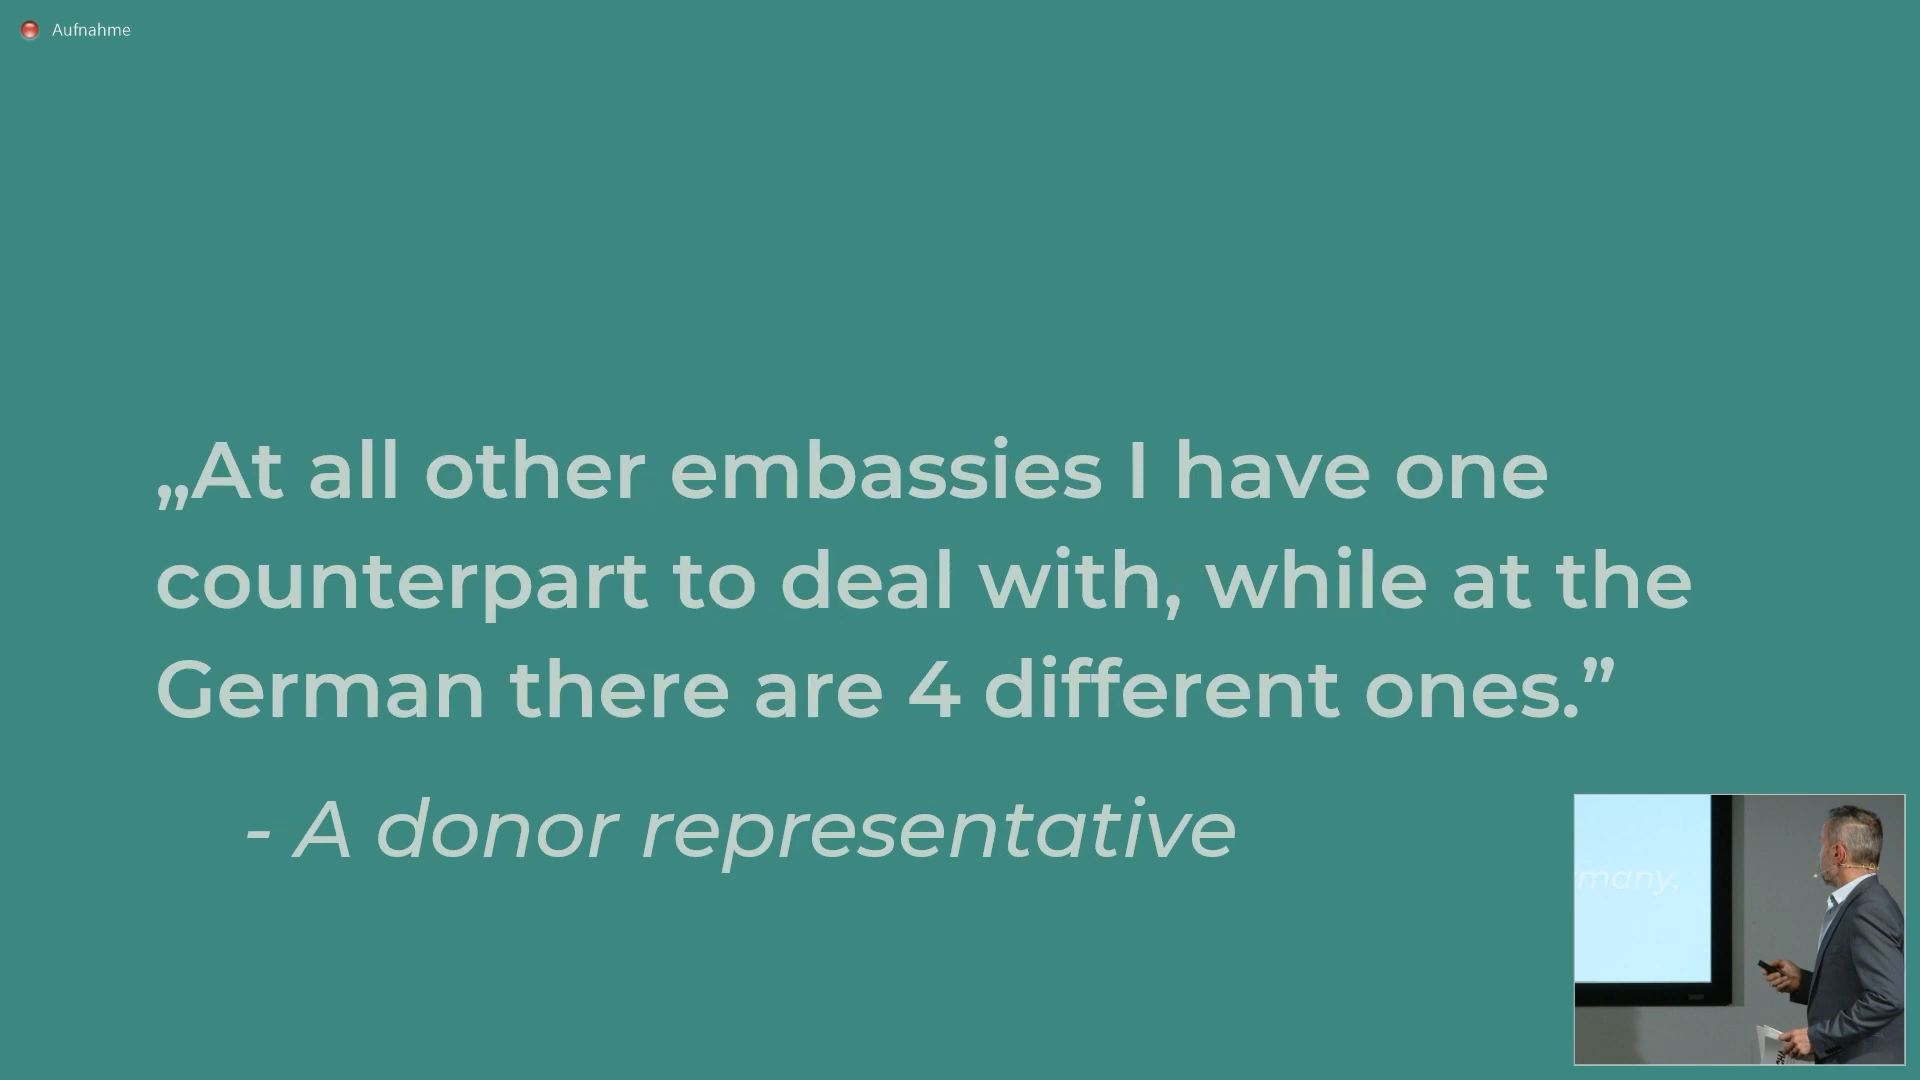 Aufnahme
„At all other embassies I have one
counterpart to deal with, while at the
German there are 4 different ones.”
- A donor representative
many,